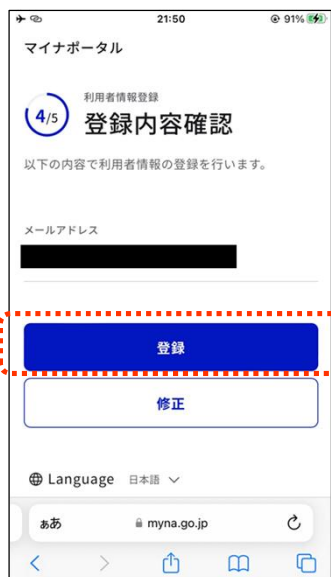 21:50
91%
マイナポータル
4/5
利用者情報登録
登録内容確認
以下の内容で利用者情報の登録を行います。
メールアドレス
登録
修正
Language 日本語
ぁあ myna.go.jp